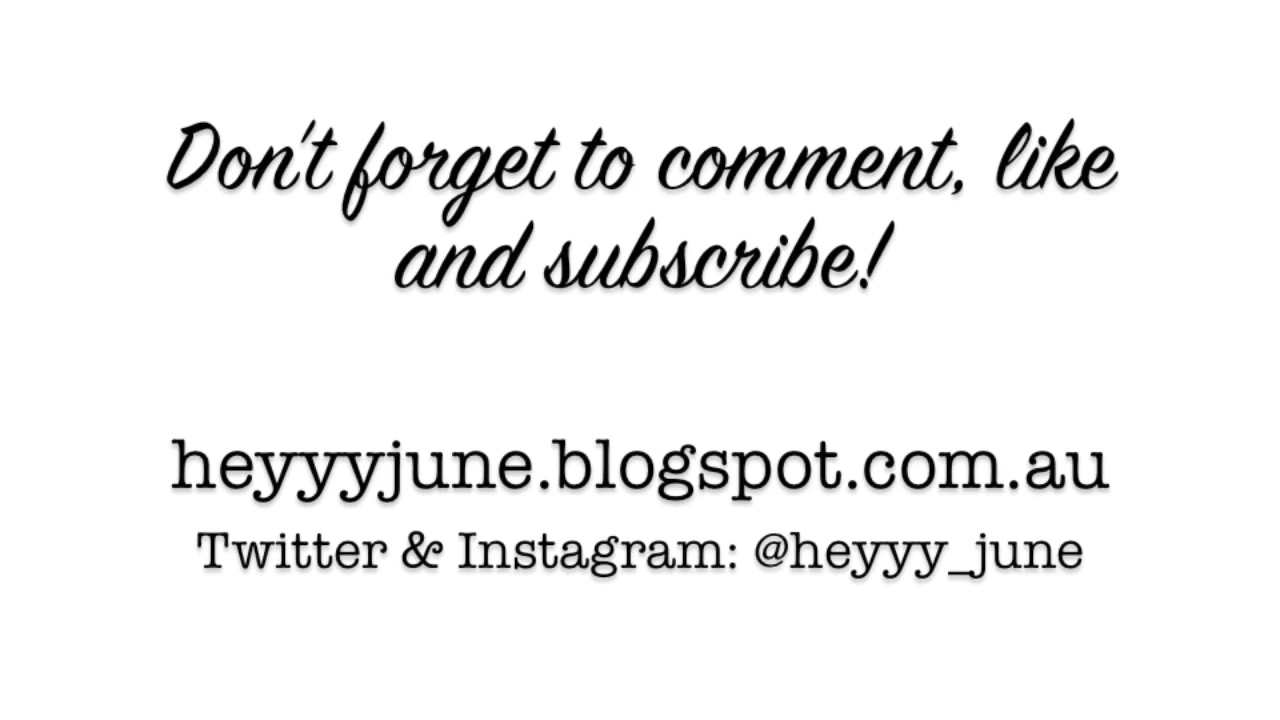 Don't forget to comment, like
and subscribe!
heyyyjune.blogspot.com.au
Twitter & Instagram: @heyyy_june